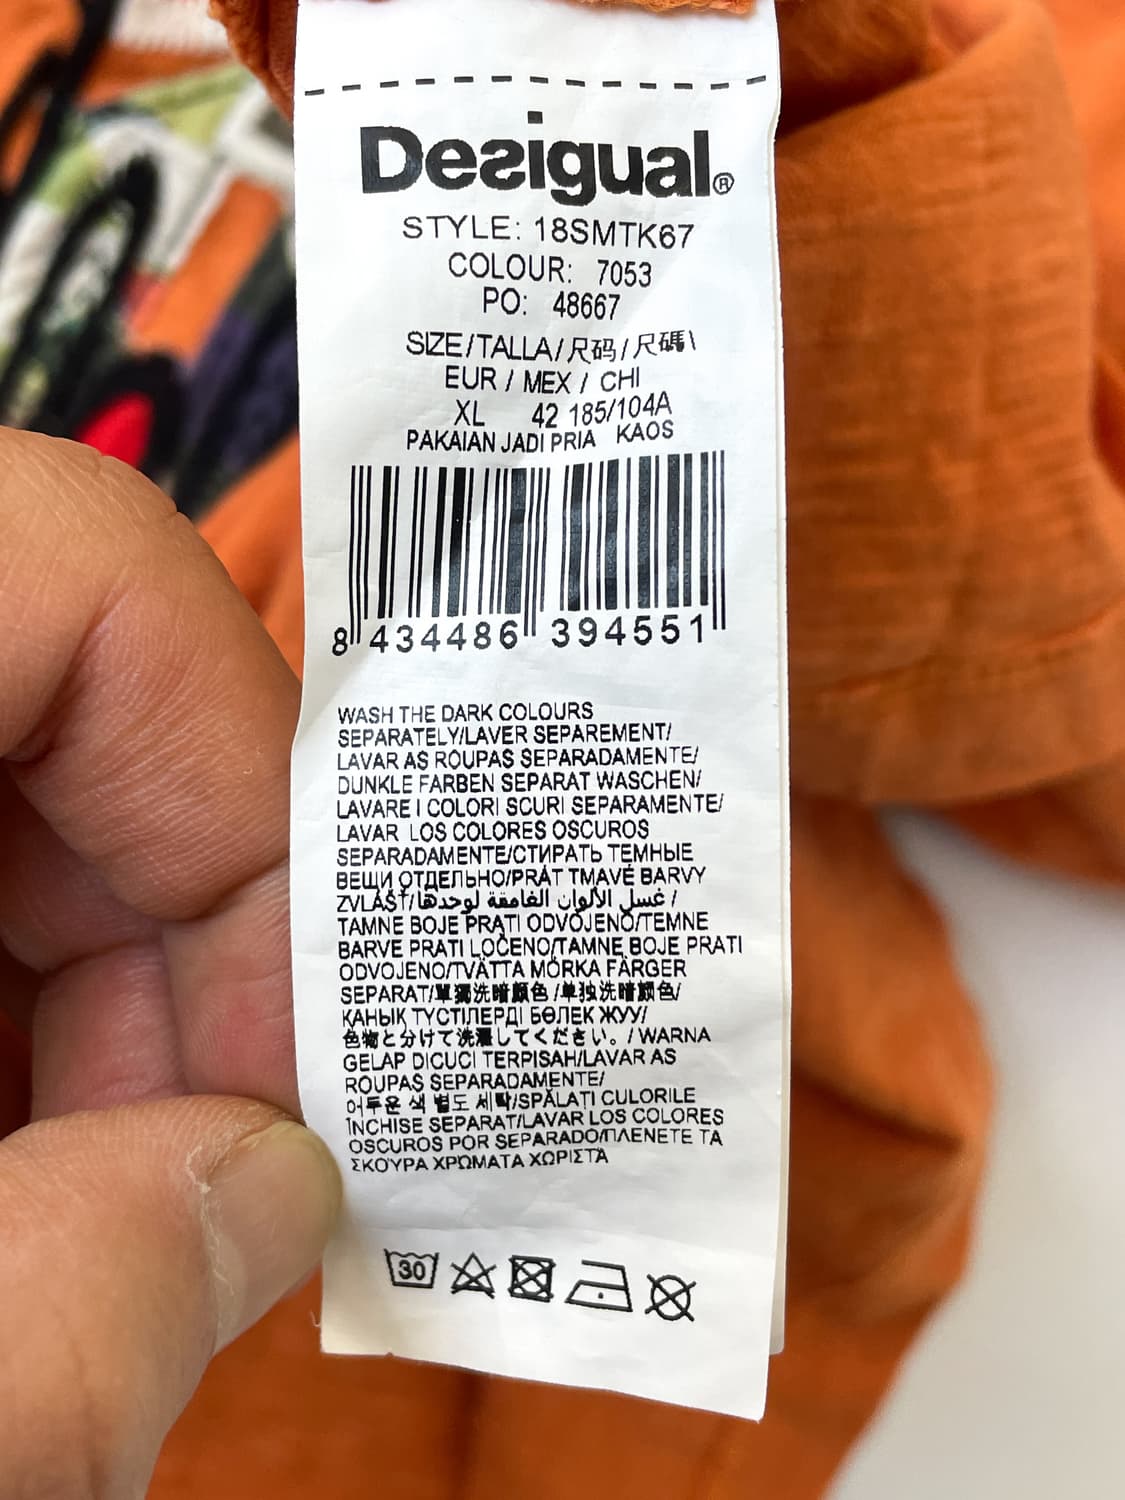 Desigual®
STYLE: 18SMTK67
COLOUR: 7053
PO: 48667
SIZE/TALLA/尺码/尺碼\
EUR / MEX / CHI
XL 42 185/104A
PAKAIAN JADI PRIA KAOS
8 434486 394551
WASH THE DARK COLOURS
SEPARATELY/LAVER SEPAREMENT/
LAVAR AS ROUPAS SEPARADAMENTE/
DUNKLE FARBEN SEPARAT WASCHEN/
LAVARE I COLORI SCURI SEPARAMENTE/
LAVAR LOS COLORES OSCUROS
SEPARADAMENTE/СТИРАТЬ ТЕМНЫЕ
ВЕЩИ ОТДЕЛЬНО/PRÁT TMAVÉ BARVY
ZVLÁŠŤ/غسل الألوان الغامقة لوحدها/
TAMNE BOJE PRATI ODVOJENO/TEMNE
BARVE PRATI LOČENO/TAMNE BOJE PRATI
ODVOJENO/TVÄTTA MÖRKA FÄRGER
SEPARAT/單獨洗暗顏色/单独洗暗颜色/
ҚАНЫҚ ТҮСТІЛЕРДІ БӨЛЕК ЖУУ/
色物と分けて洗濯してください。/WARNA
GELAP DICUCI TERPISAH/LAVAR AS
ROUPAS SEPARADAMENTE/
어두운 색 별도 세탁/SPĂLAȚI CULORILE
ÎNCHISE SEPARAT/LAVAR LOS COLORES
OSCUROS POR SEPARADO/ΠΛΕΝΕΤΕ ΤΑ
ΣΚΟΥΡΑ ΧΡΩΜΑΤΑ ΧΩΡΙΣΤΑ
30